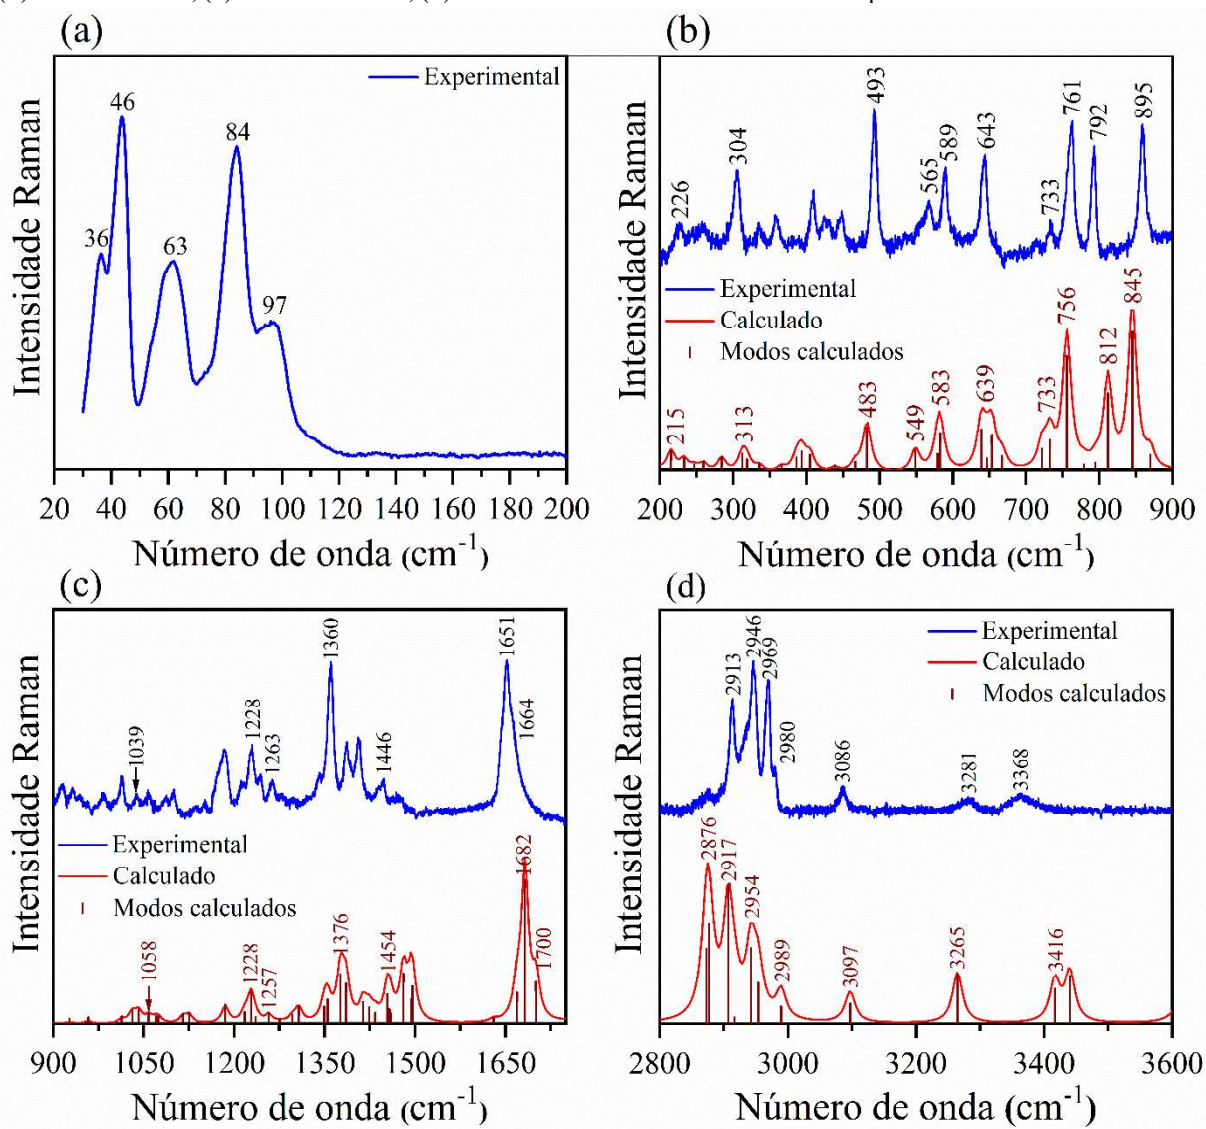 (a)
Intensidade Raman
Experimental
36
46
63
84
97
20 40 60 80 100 120 140 160 180 200
Número de onda (cm-1)
(b)
Intensidade Raman
226
304
493
565
589
643
733
761
792
895
Experimental
Calculado
Modos calculados
215
313
483
549
583
639
733
756
812
845
200 300 400 500 600 700 800 900
Número de onda (cm-1)
(c)
Intensidade Raman
1039
1228
1263
1360
1446
1651
1664
Experimental
Calculado
Modos calculados
1058
1228
1257
1376
1454
1682
1700
900 1050 1200 1350 1500 1650
Número de onda (cm-1)
(d)
Intensidade Raman
Experimental
Calculado
Modos calculados
2913
2946
2969
2980
3086
3281
3368
2876
2917
2954
2989
3097
3265
3416
2800 3000 3200 3400 3600
Número de onda (cm-1)